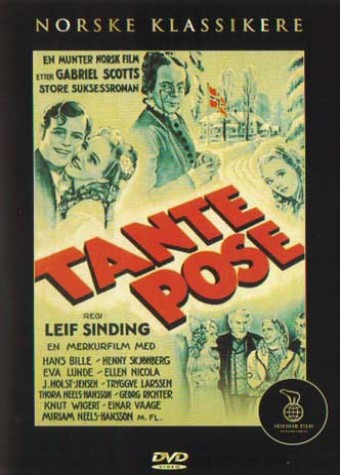 NORSKE KLASSIKERE
EN MUNTER NORSK FILM
ETTER GABRIEL SCOTTS
STORE SUKSESSROMAN
TANTE
POSE
REGI
LEIF SINDING
EN MERKURFILM MED
HANS BILLE - HENNY SKJØNBERG
EVA LUNDE - ELLEN NICOLA
J. HOLST-JENSEN - TRYGGVE LARSSEN
THORA NEELS-HANSSON - GEORG RICHTER
KNUT WIGERT - EINAR VAAGE
MIRIAM NEELS-HANSSON M. FL.
NORSK FILM
DVD
VIDEO